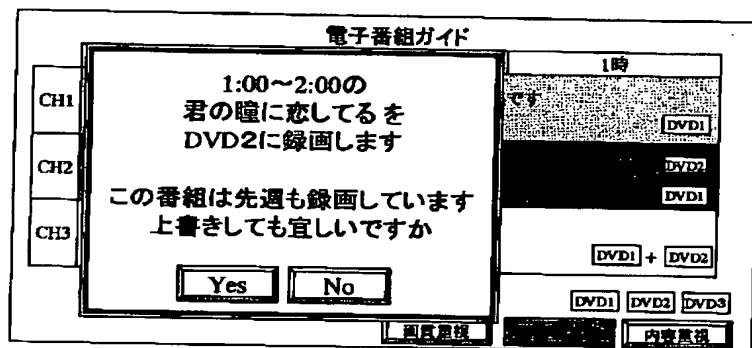 電子番組ガイド
1時
CH1
CH2
CH3
1:00～2:00の
君の瞳に恋してるを
DVD2に録画します
この番組は先週も録画しています
上書きしても宜しいですか
Yes
No
です
DVD1
DVD2
DVD1
DVD1 + DVD2
DVD1 DVD2 DVD3
画質重視
内容重視